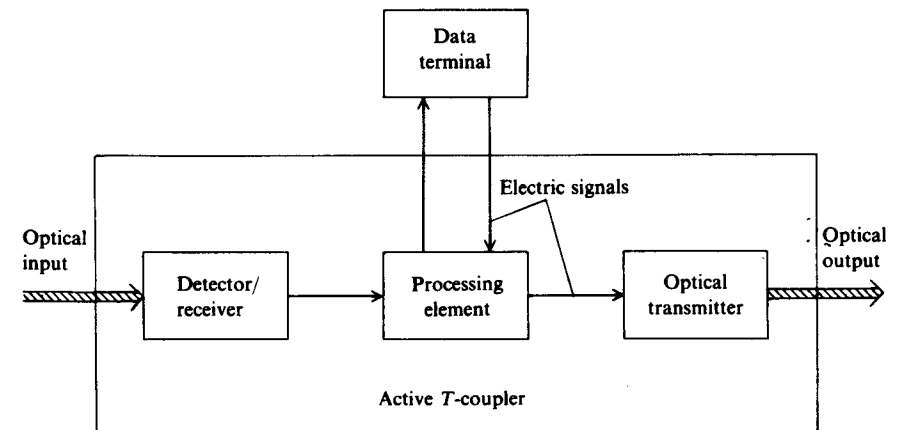 Data
terminal
Electric signals
Optical
input
Optical
output
Detector/
receiver
Processing
element
Optical
transmitter
Active T-coupler